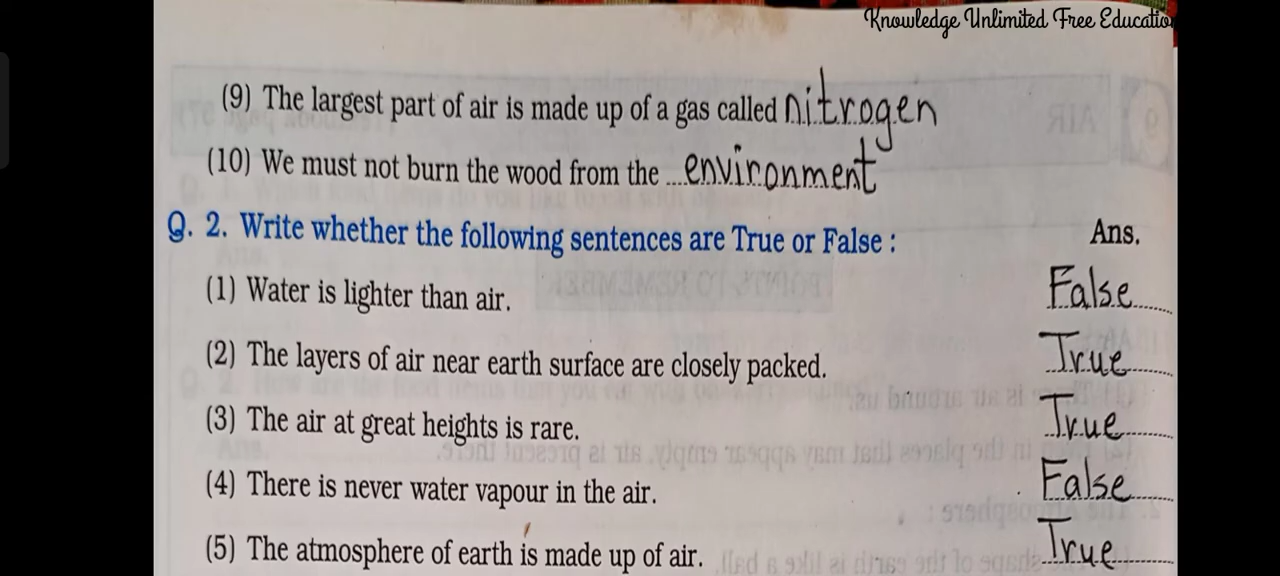 Knowledge Unlimited Free Educatio
(9) The largest part of air is made up of a gas called nitrogen
(10) We must not burn the wood from the environment
Q. 2. Write whether the following sentences are True or False : Ans.
(1) Water is lighter than air. False
(2) The layers of air near earth surface are closely packed. True
(3) The air at great heights is rare. True
(4) There is never water vapour in the air. False
(5) The atmosphere of earth is made up of air. True